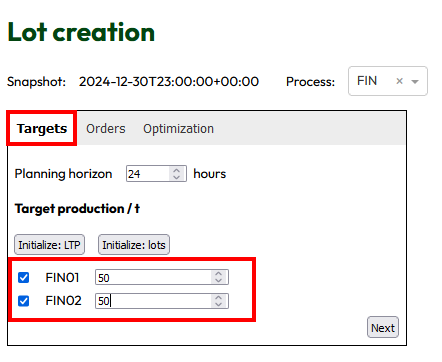 Lot creation
Snapshot: 2024-12-30T23:00:00+00:00 Process: FIN ×
Targets Orders Optimization
Planning horizon 24 hours
Target production / t
Initialize: LTP Initialize: lots
FIN01 50
FIN02 50
Next